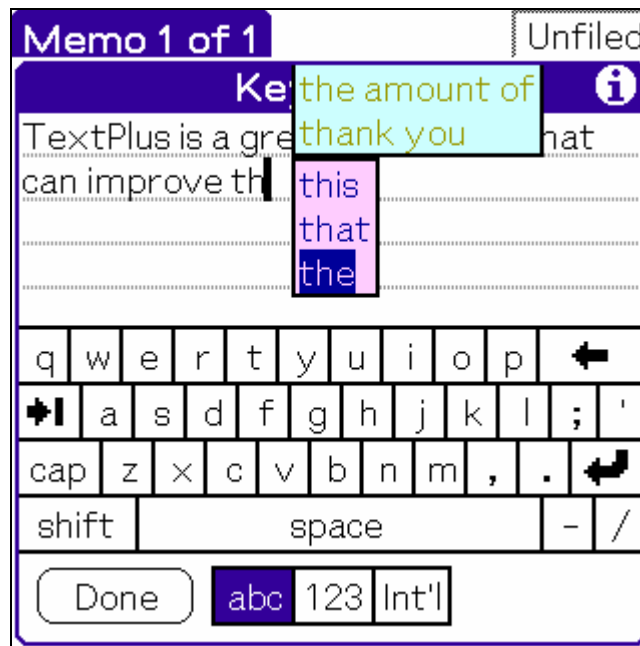 Memo 1 of 1 Unfiled
Ke
the amount of
thank you
TextPlus is a gre hat
can improve th
this
that
the
q w e r t y u i o p
a s d f g h j k l ; '
cap z x c v b n m , .
shift space - /
Done abc 123 Int'l